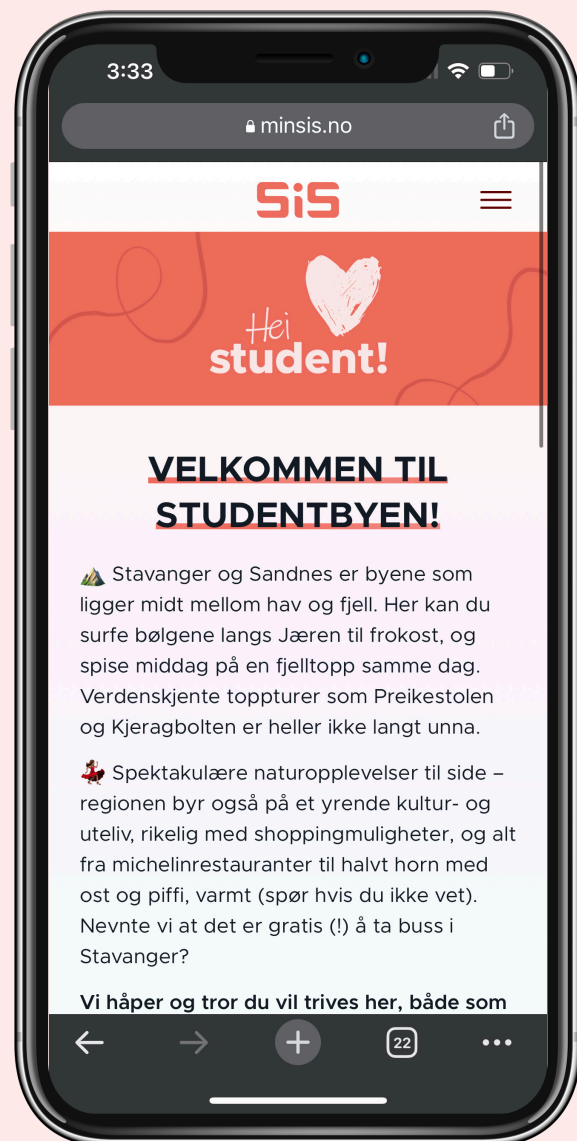 3:33
minsis.no
SiS
Hei
student!
VELKOMMEN TIL
STUDENTBYEN!
Stavanger og Sandnes er byene som
ligger midt mellom hav og fjell. Her kan du
surfe bølgene langs Jæren til frokost, og
spise middag på en fjelltopp samme dag.
Verdenskjente toppturer som Preikestolen
og Kjeragbolten er heller ikke langt unna.
Spektakulære naturopplevelser til side –
regionen byr også på et yrende kultur- og
uteliv, rikelig med shoppingmuligheter, og alt
fra michelinrestauranter til halvt horn med
ost og piffi, varmt (spør hvis du ikke vet).
Nevnte vi at det er gratis (!) å ta buss i
Stavanger?
Vi håper og tror du vil trives her, både som
22